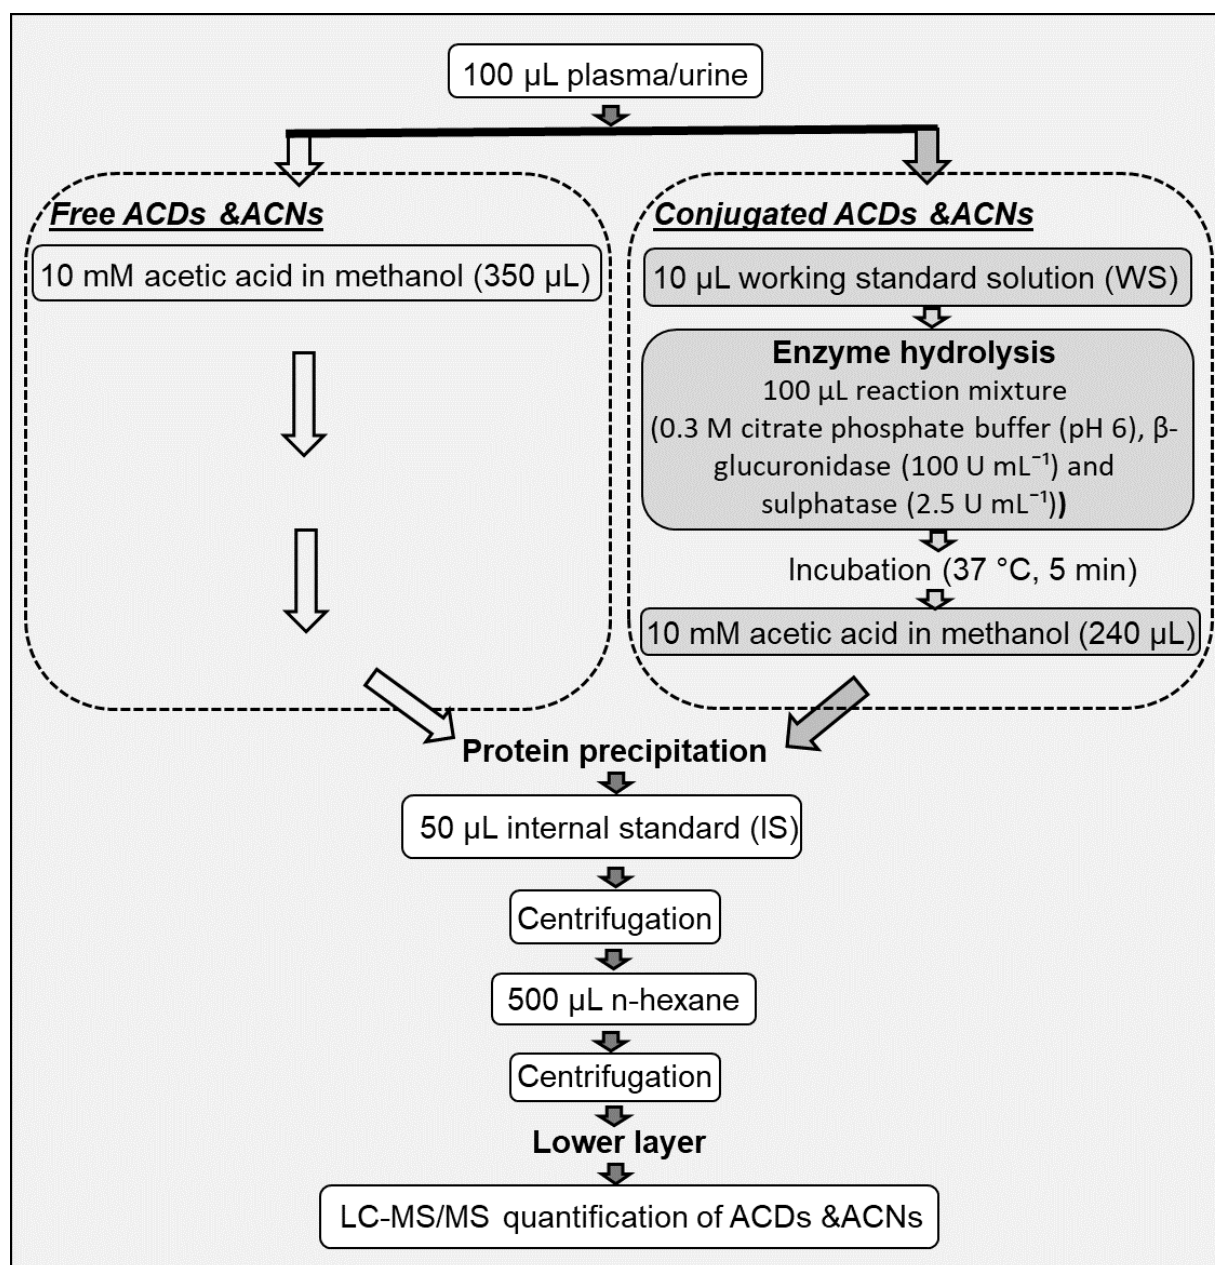 100 µL plasma/urine
Free ACDs &ACNs
10 mM acetic acid in methanol (350 µL)
Conjugated ACDs &ACNs
10 µL working standard solution (WS)
Enzyme hydrolysis
100 µL reaction mixture
(0.3 M citrate phosphate buffer (pH 6), β-
glucuronidase (100 U mL⁻¹) and
sulphatase (2.5 U mL⁻¹))
Incubation (37 °C, 5 min)
10 mM acetic acid in methanol (240 µL)
Protein precipitation
50 µL internal standard (IS)
Centrifugation
500 µL n-hexane
Centrifugation
Lower layer
LC-MS/MS quantification of ACDs &ACNs